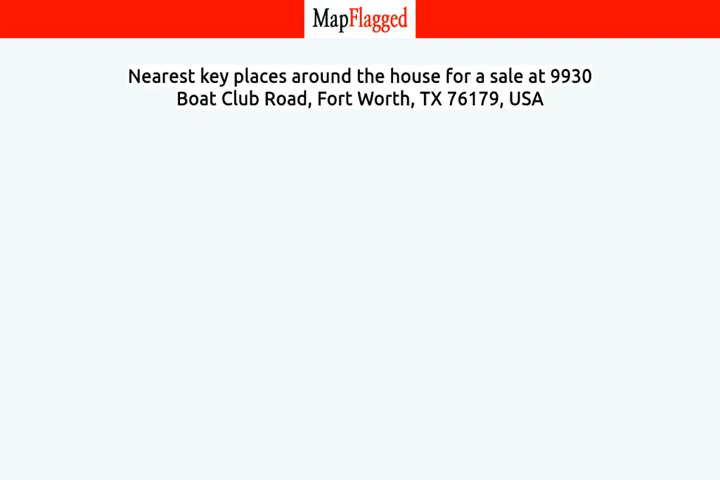 MapFlagged
Nearest key places around the house for a sale at 9930
Boat Club Road, Fort Worth, TX 76179, USA